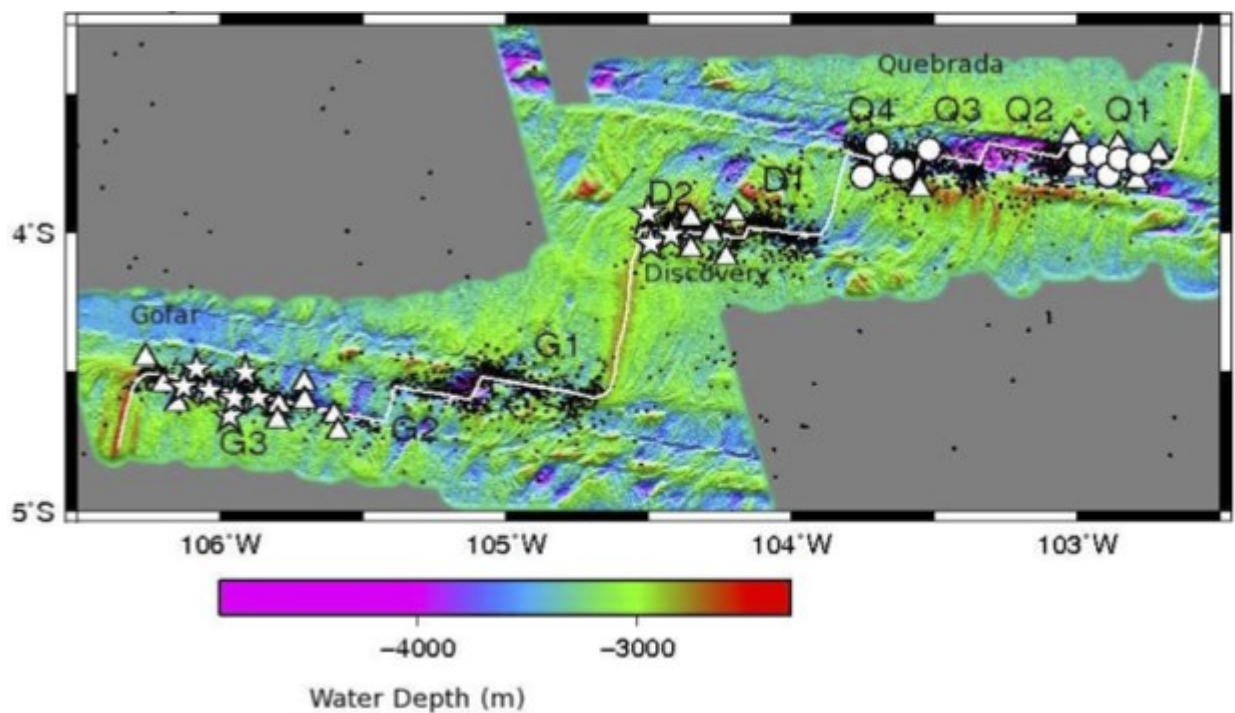 Quebrada
Q4 Q3 Q2 Q1
D2 D1
4°S
Discovery
Gofar
G1
G2
G3
5°S
106°W 105°W 104°W 103°W
-4000 -3000
Water Depth (m)